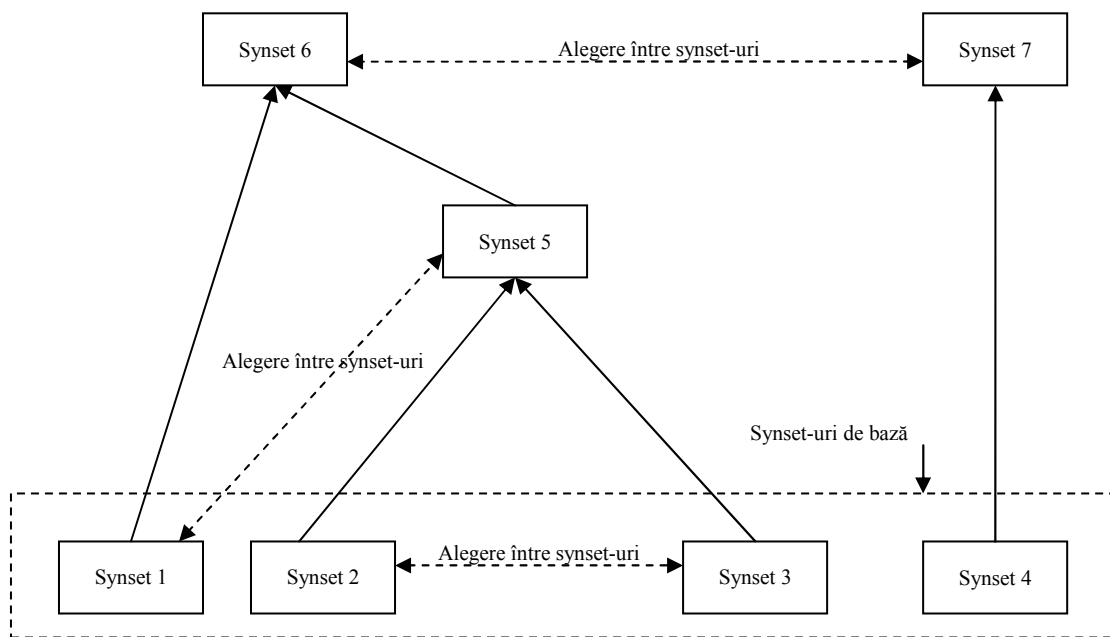 Synset 6
Alegere între synset-uri
Synset 7
Synset 5
Alegere între synset-uri
Synset-uri de bază
Synset 1
Synset 2
Alegere între synset-uri
Synset 3
Synset 4